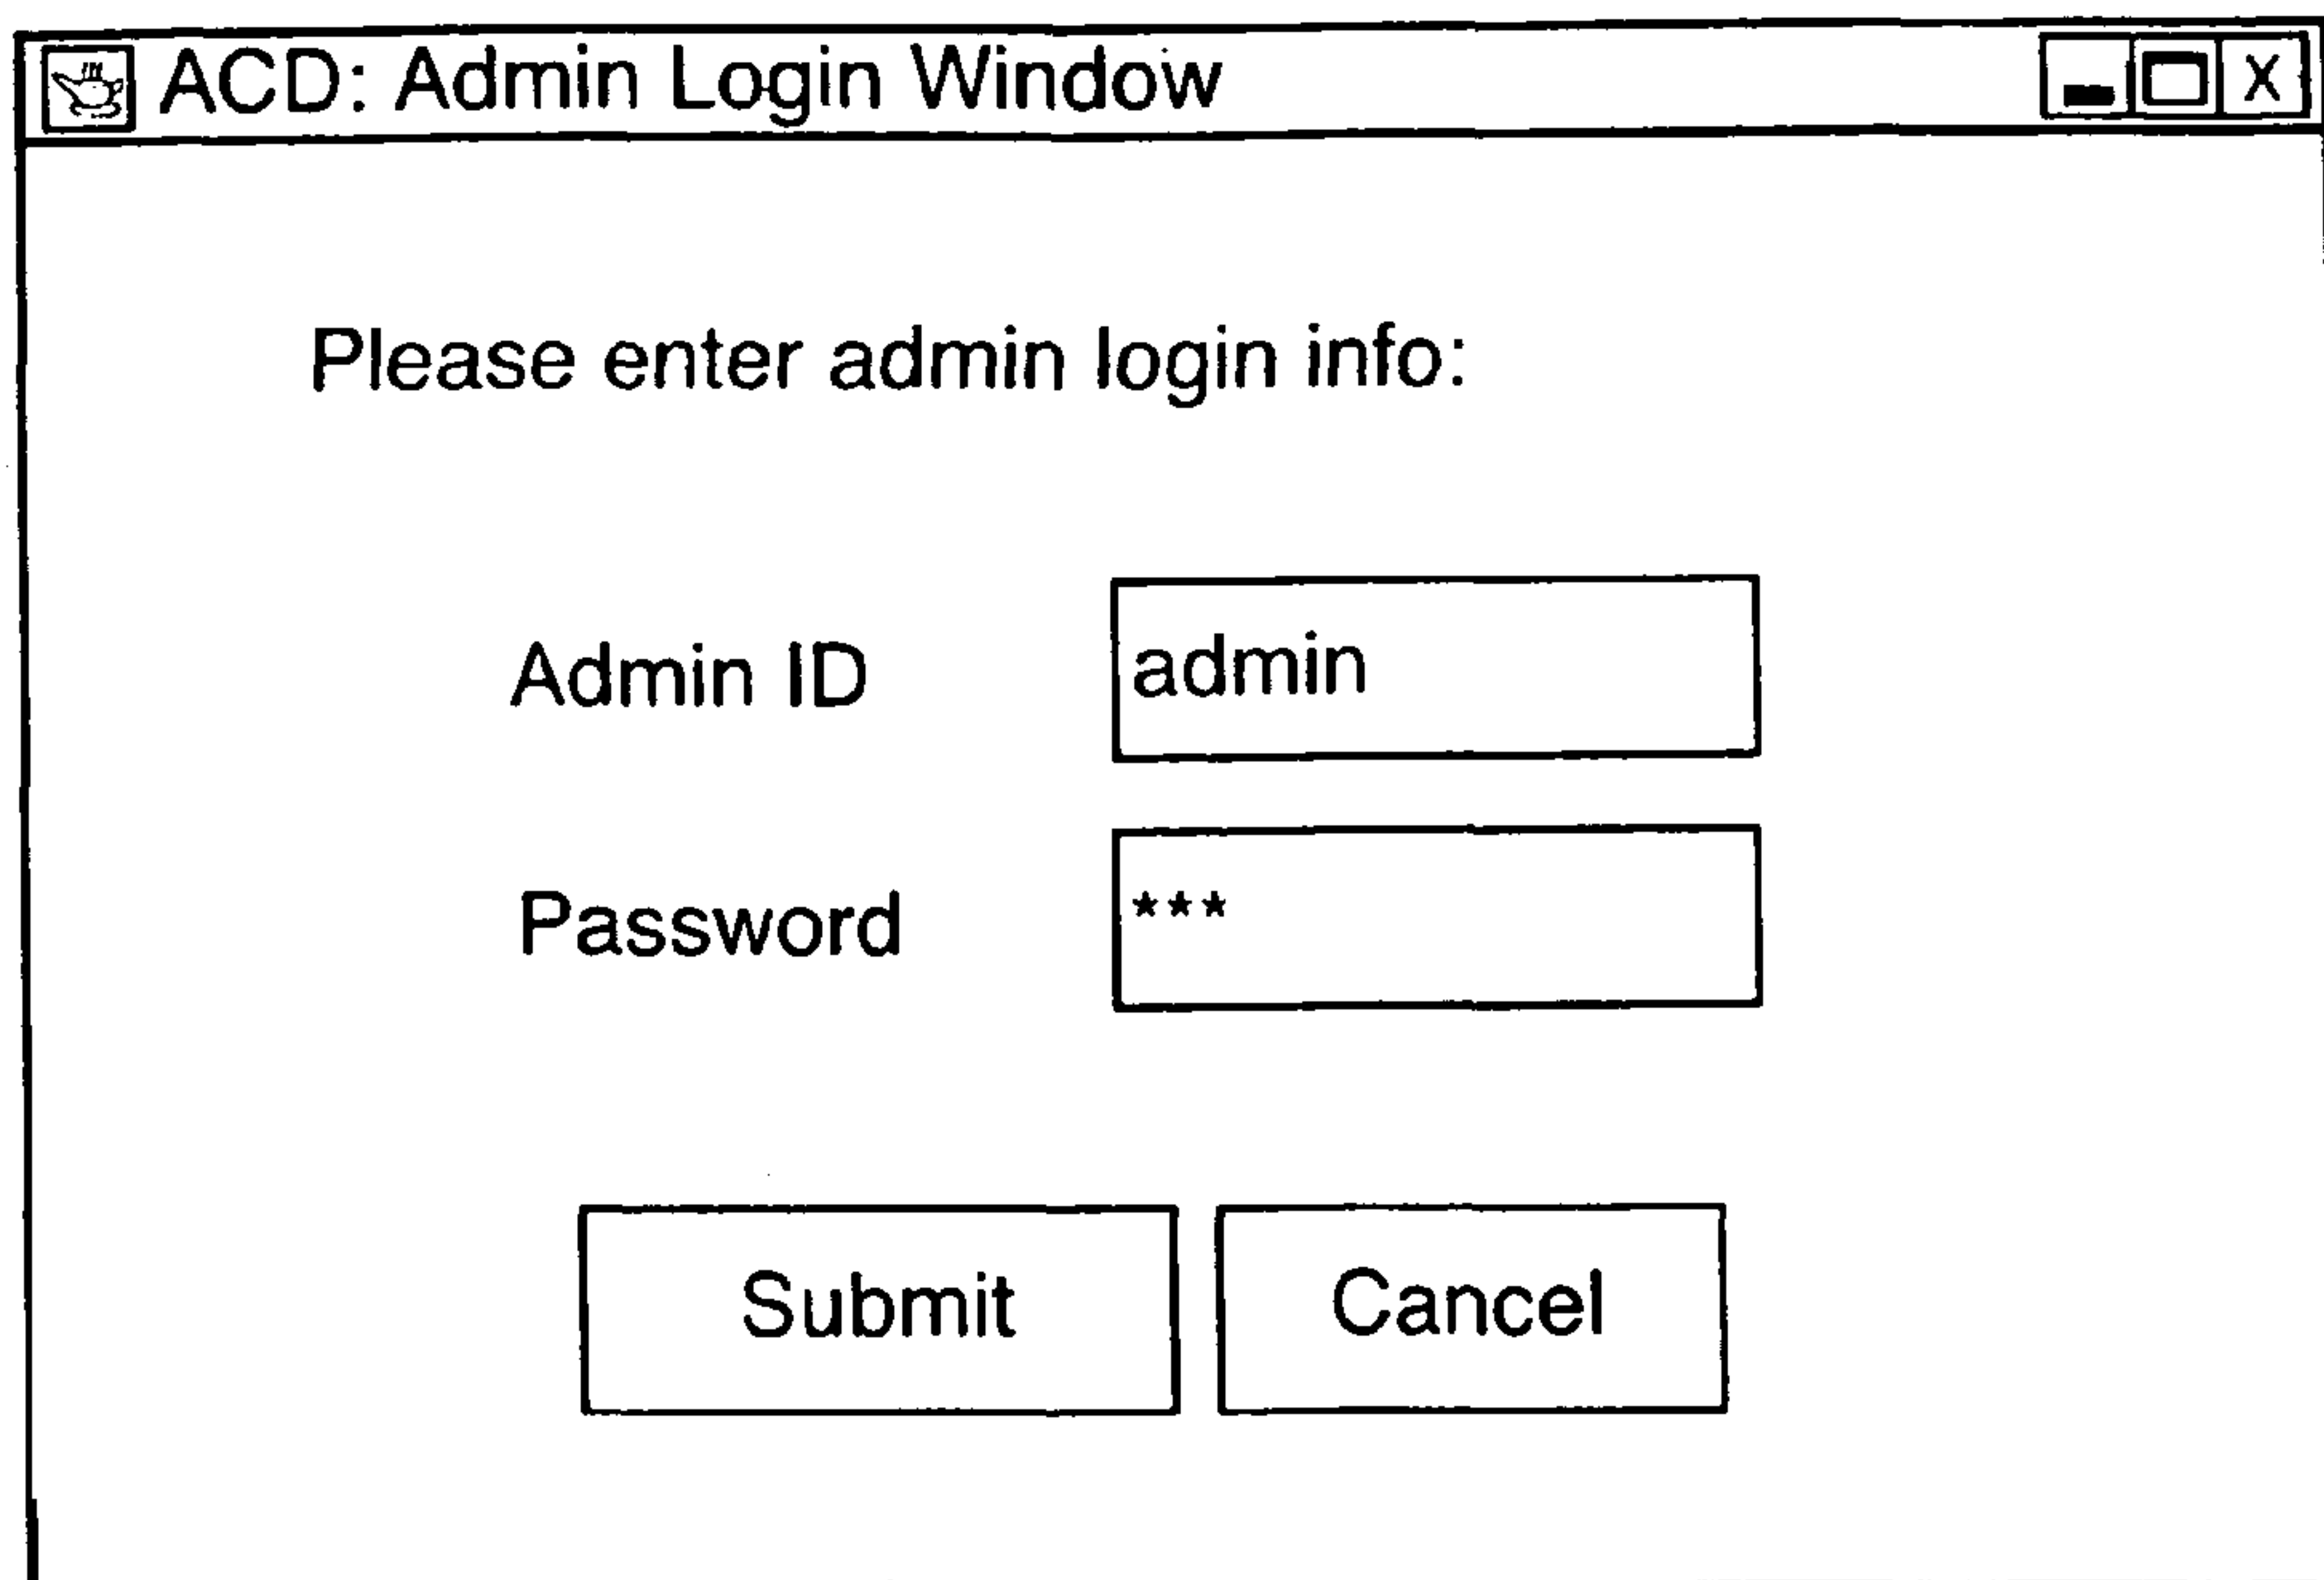 ACD: Admin Login Window X
Please enter admin login info:
Admin ID admin
Password ***
Submit Cancel